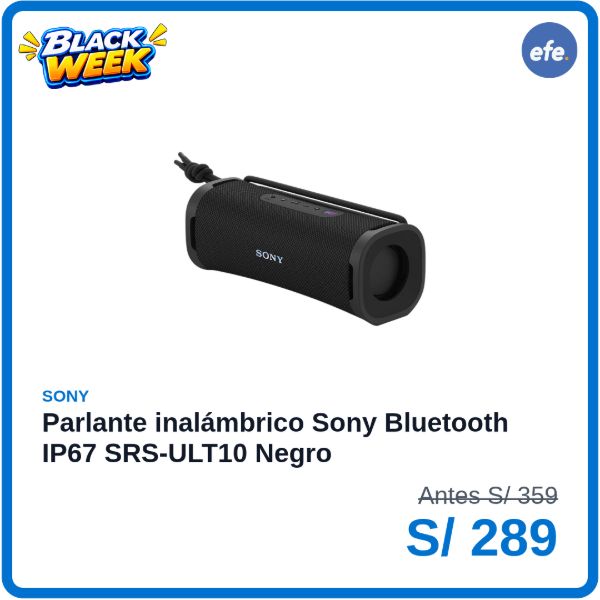 BLACK
WEEK
efe.
SONY
SONY
Parlante inalámbrico Sony Bluetooth
IP67 SRS-ULT10 Negro
Antes S/ 359
S/ 289